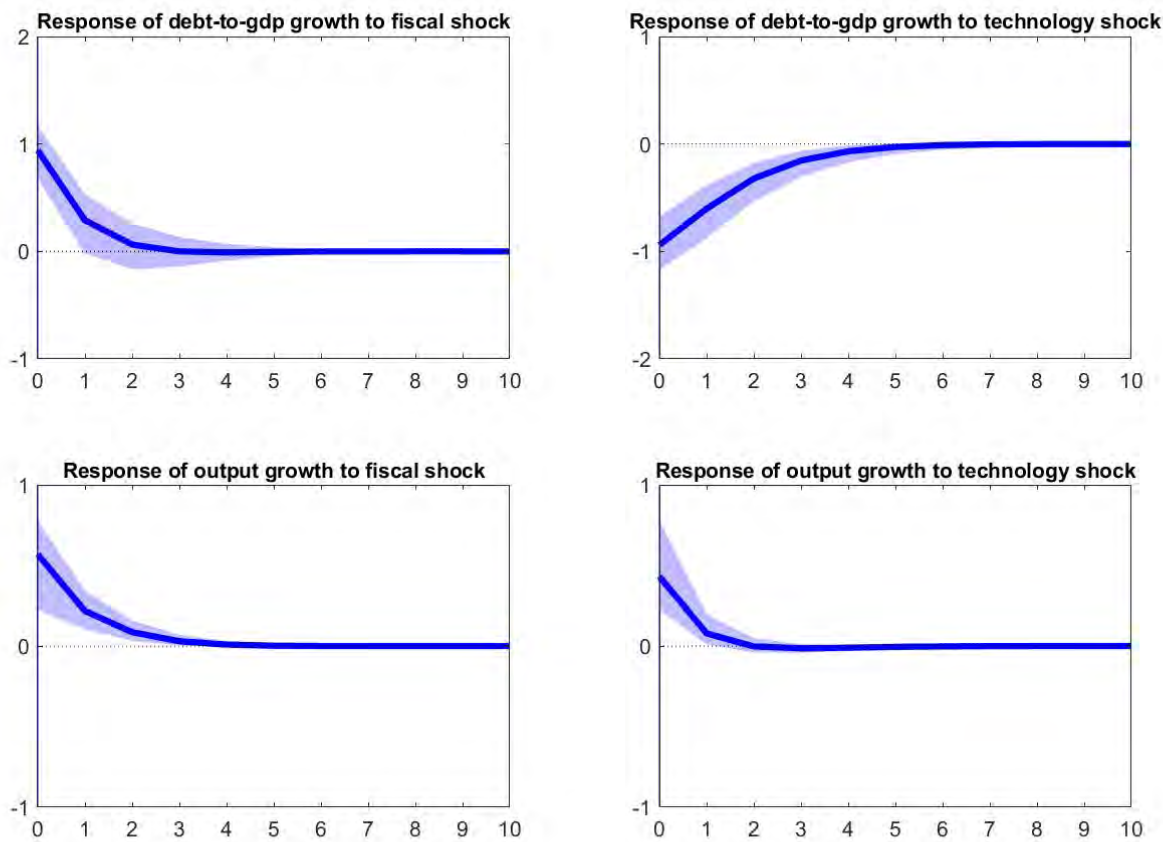 Response of debt-to-gdp growth to fiscal shock
2
1
0
-1
0 1 2 3 4 5 6 7 8 9 10
Response of debt-to-gdp growth to technology shock
1
0
-1
-2
0 1 2 3 4 5 6 7 8 9 10
Response of output growth to fiscal shock
1
0
-1
0 1 2 3 4 5 6 7 8 9 10
Response of output growth to technology shock
1
0
-1
0 1 2 3 4 5 6 7 8 9 10